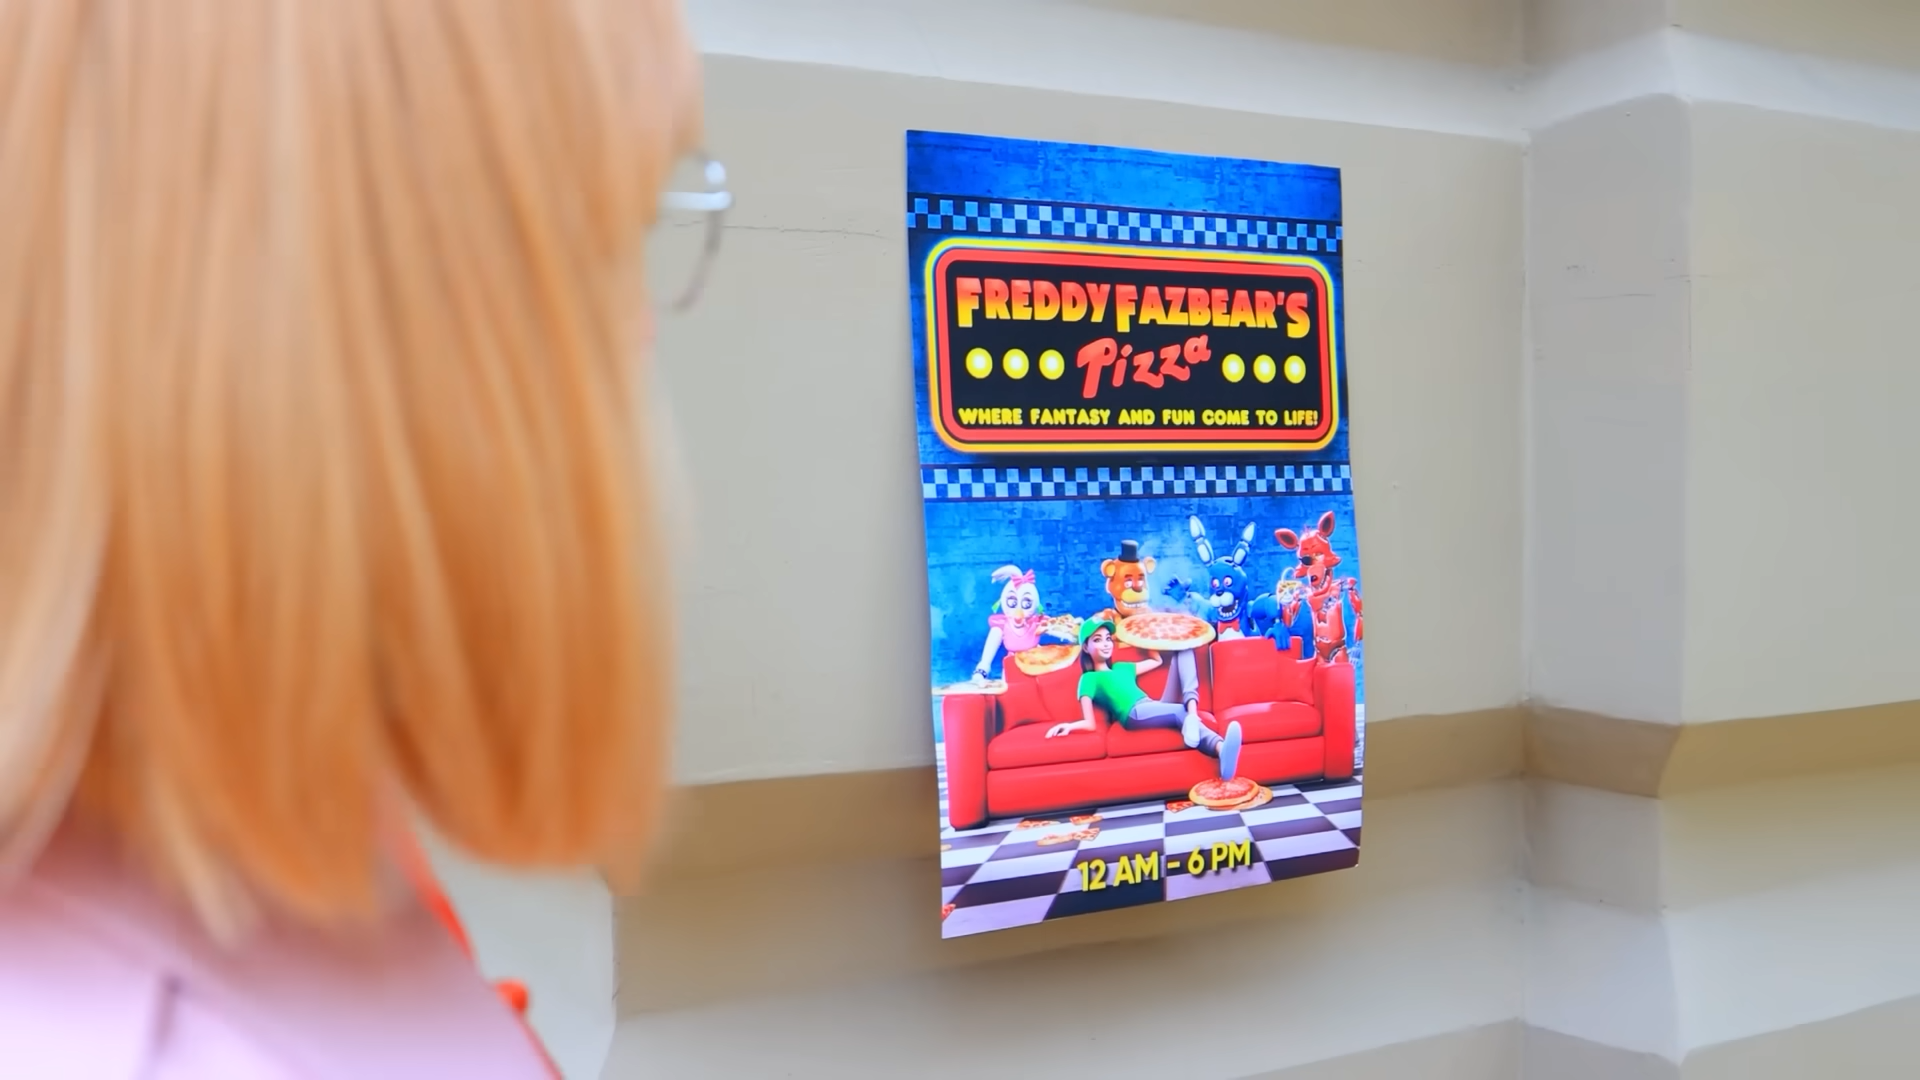 FREDDY FAZBEAR'S
Pizza
WHERE FANTASY AND FUN COME TO LIFE!
12 AM - 6 PM